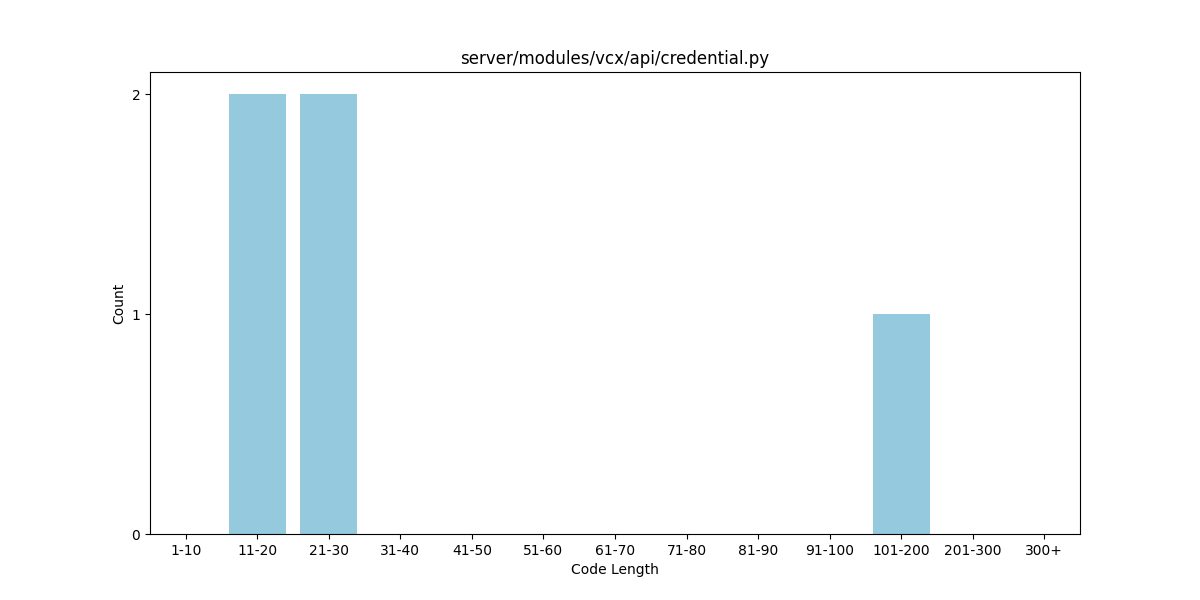 server/modules/vcx/api/credential.py
Count
2
1
0
1-10 11-20 21-30 31-40 41-50 51-60 61-70 71-80 81-90 91-100 101-200 201-300 300+
Code Length